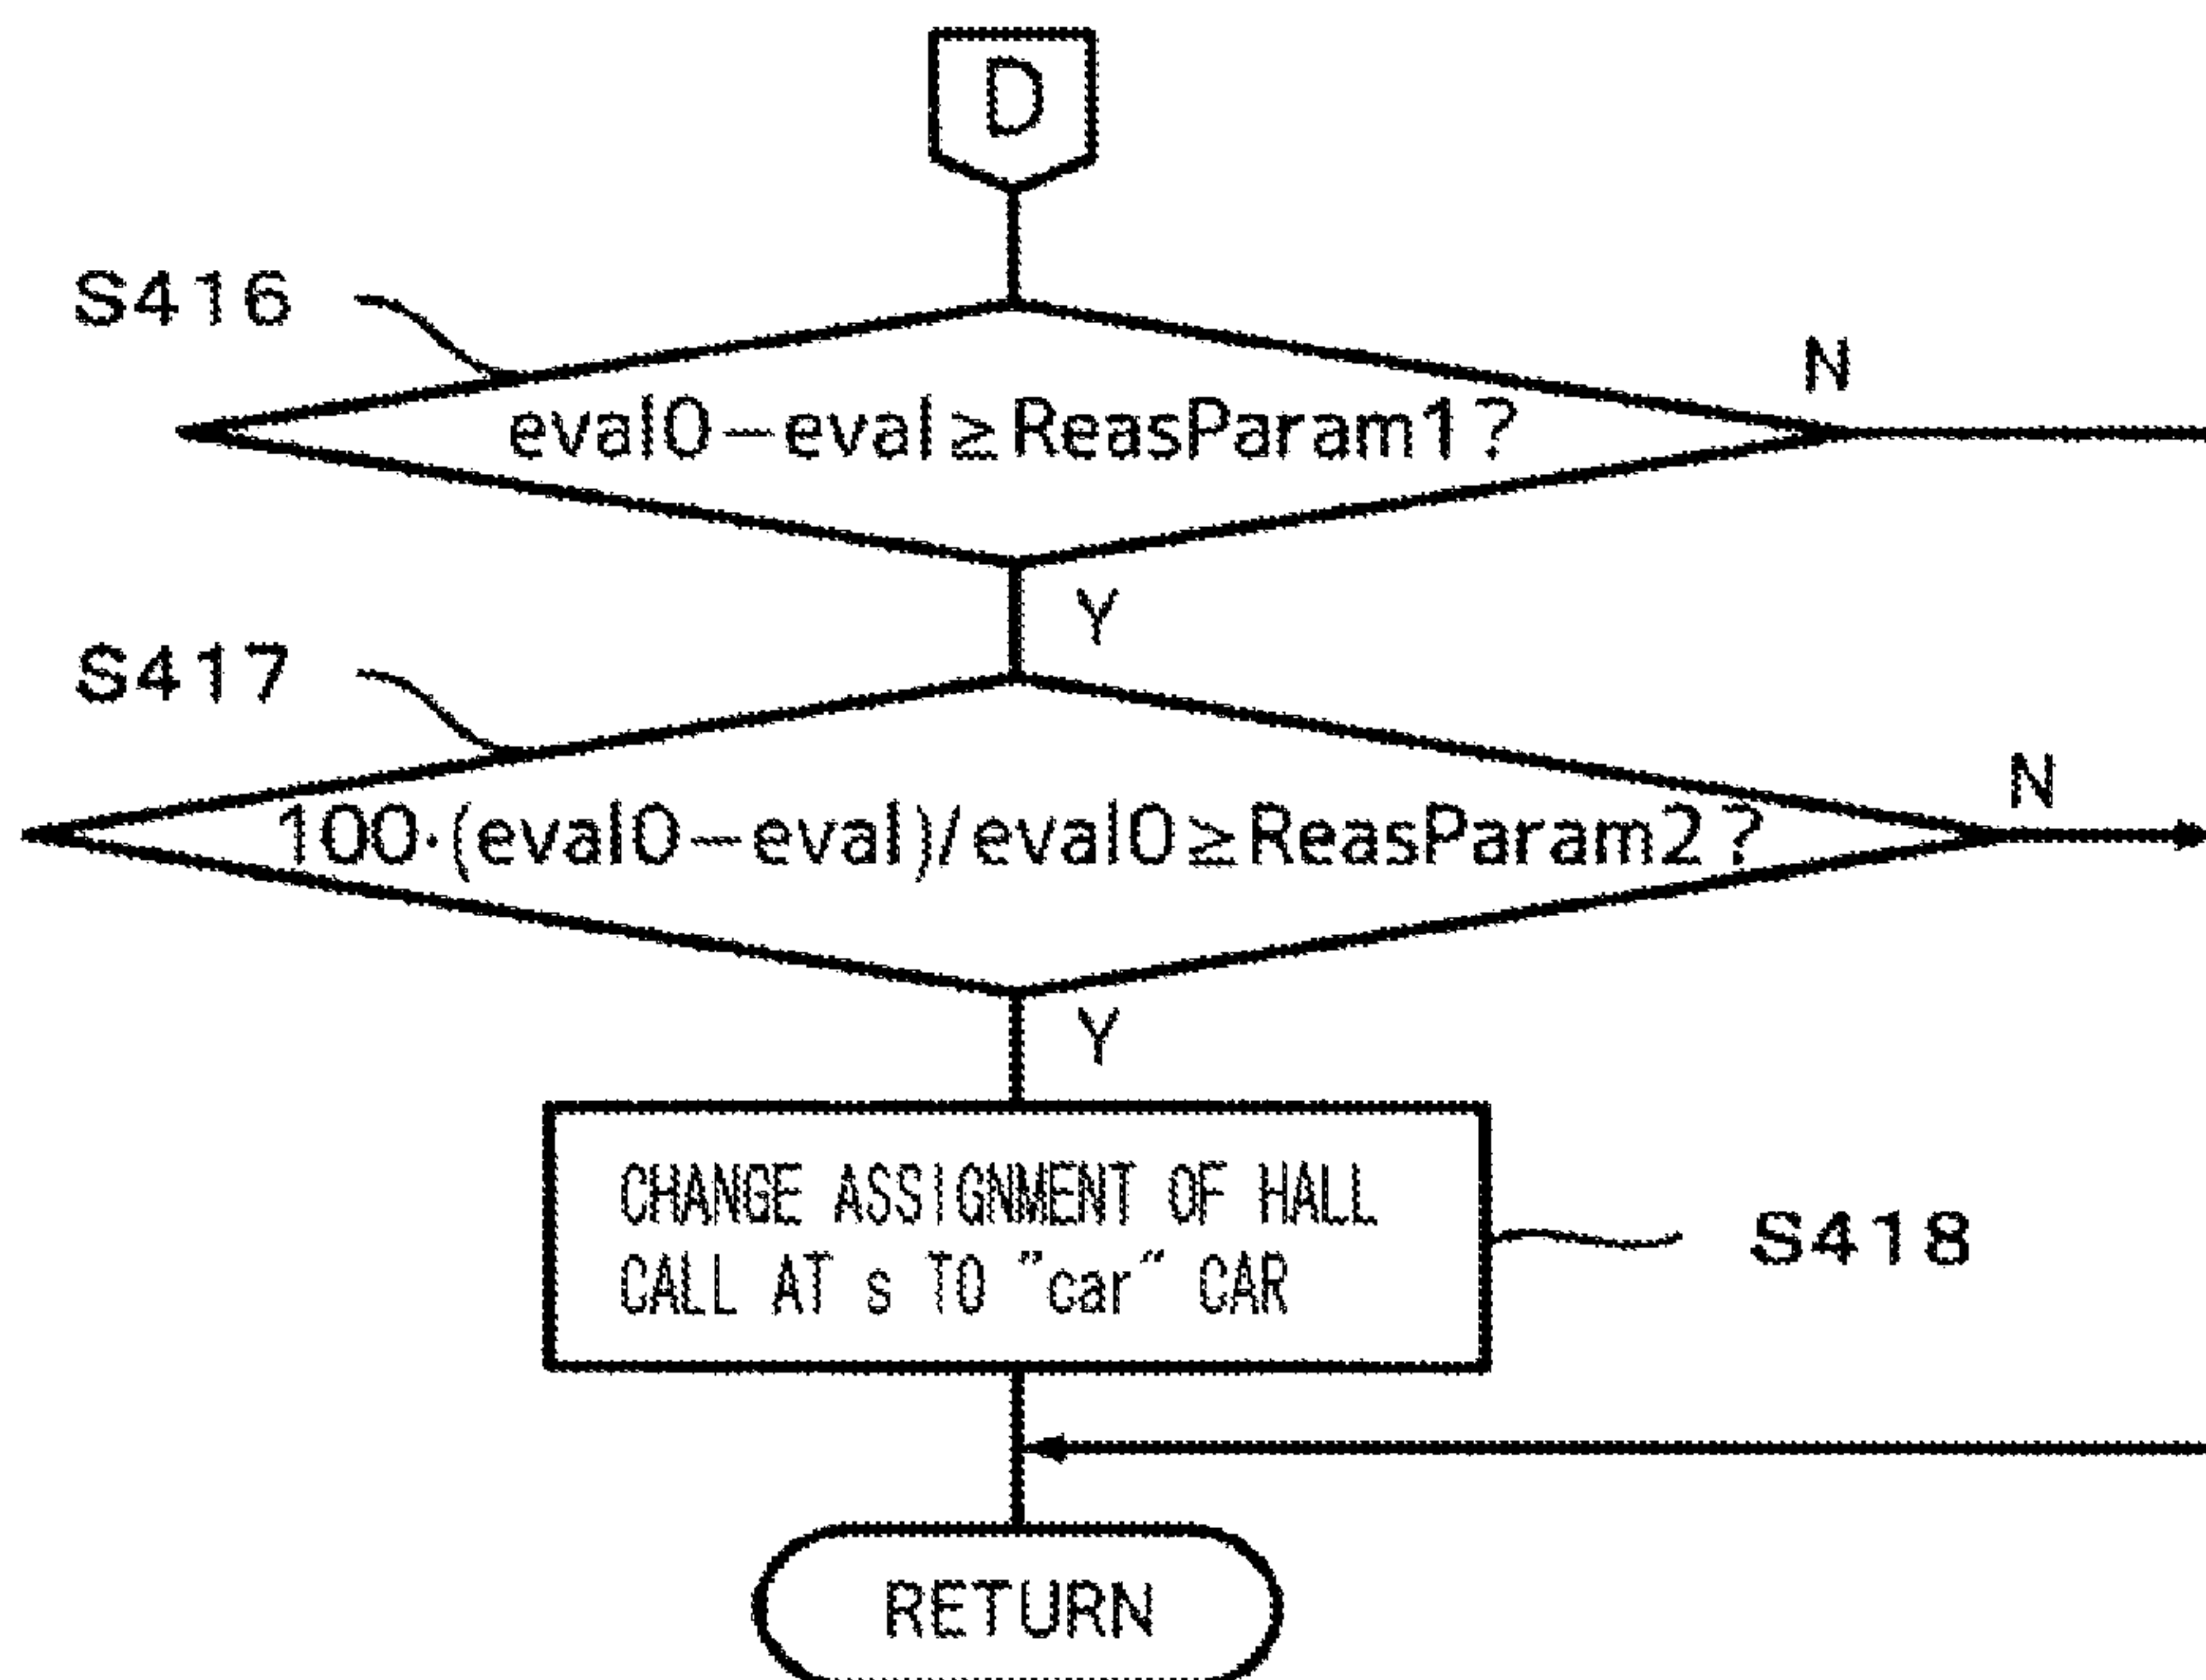 D
S416
N
eval0-eval≧ReasParam1?
Y
S417
N
100·(eval0-eval)/eval0≧ReasParam2?
Y
CHANGE ASSIGNMENT OF HALL
CALL AT s TO "car" CAR
S418
RETURN